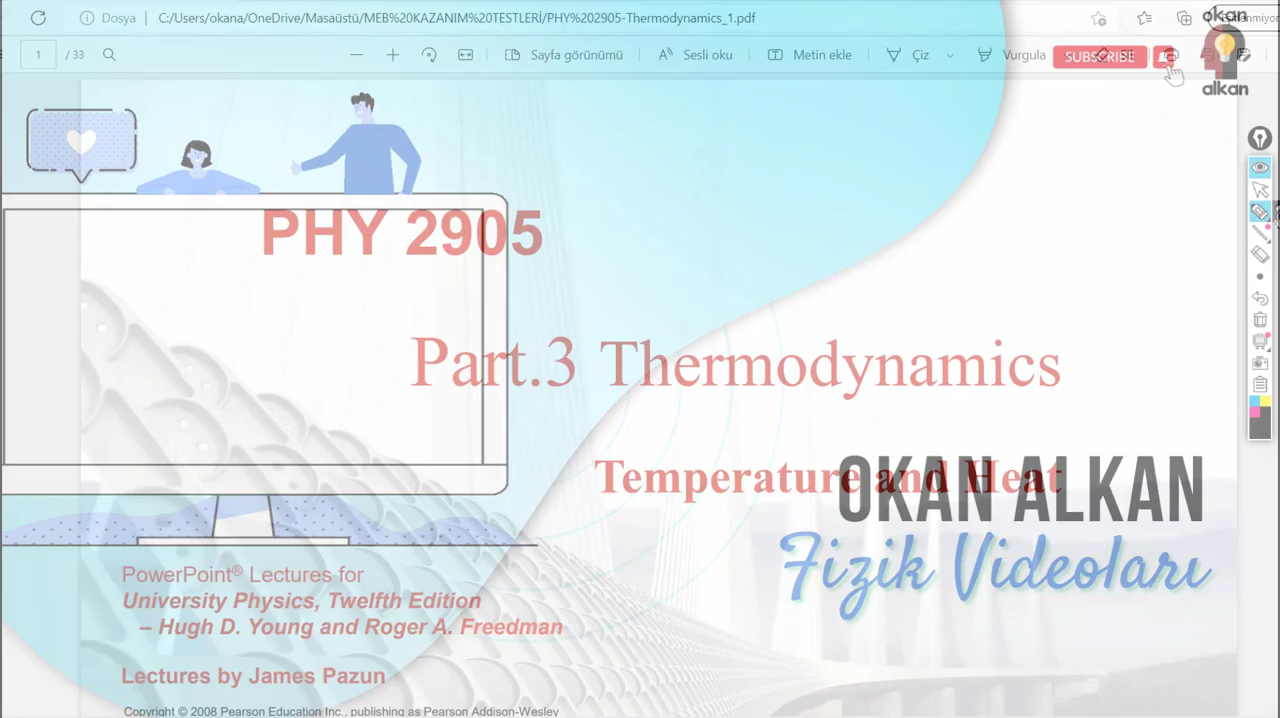 Dosya
C:/Users/okana/OneDrive/Masaüstü/MEB%20KAZANIM%20TESTLERİ/PHY%202905-Thermodynamics_1.pdf
okan
1 / 33
Sayfa görünümü
Sesli oku
Metin ekle
Çiz
Vurgula
SUBSCRIBE
alkan
PHY 2905
Part.3 Thermodynamics
Temperature and Heat
OKAN ALKAN
Fizik Videoları
PowerPoint® Lectures for
University Physics, Twelfth Edition
– Hugh D. Young and Roger A. Freedman
Lectures by James Pazun
Copyright © 2008 Pearson Education Inc., publishing as Pearson Addison-Wesley